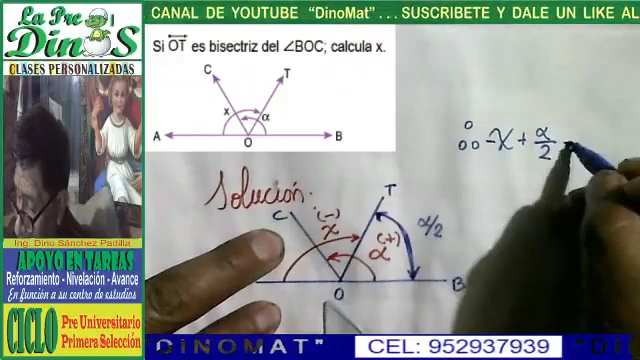 CANAL DE YOUTUBE "DinoMat"... SUSCRIBETE Y DALE UN LIKE AL
La Pre
DinoS
CLASES PERSONALIZADAS
Si OT es bisectriz del ∠BOC; calcula x.
C
T
x
α
A
O
B
∴ -x + α/2
Solución.
C
T
(-)
x
(+)
α
α/2
B
O
Ing. Dino Sánchez Padilla
APOYO EN TAREAS
Reforzamiento - Nivelación - Avance
En función a su centro de estudios
CICLO Pre Universitario
Primera Selección
DINOMAT" CEL: 952937939 "DI